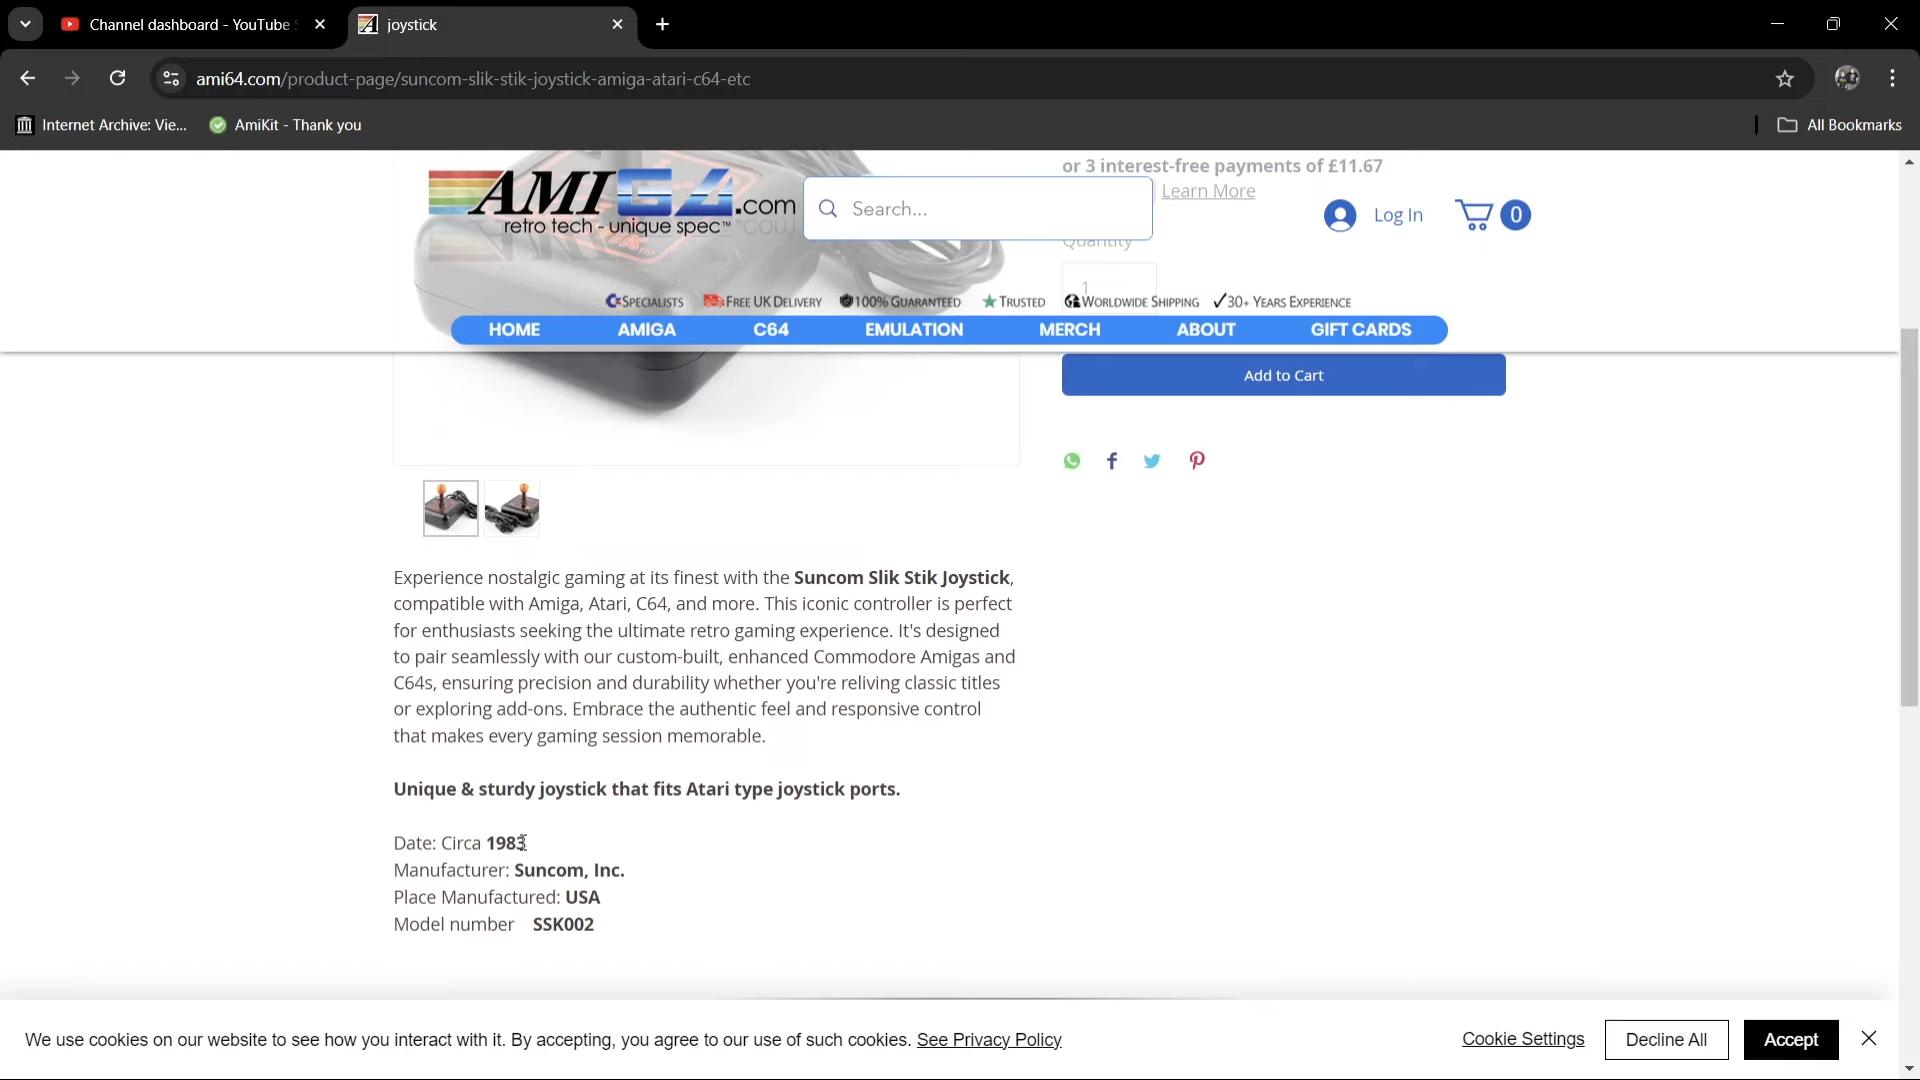 Channel dashboard - YouTube
joystick
ami64.com/product-page/suncom-slik-stik-joystick-amiga-atari-c64-etc
Internet Archive: Vie...
AmiKit - Thank you
All Bookmarks
or 3 interest-free payments of £11.67
Learn More
AMI64.com
retro tech - unique spec™
Search...
Log In
0
Quantity
1
SPECIALISTS
FREE UK DELIVERY
100% GUARANTEED
TRUSTED
WORLDWIDE SHIPPING
30+ YEARS EXPERIENCE
HOME
AMIGA
C64
EMULATION
MERCH
ABOUT
GIFT CARDS
Add to Cart
Experience nostalgic gaming at its finest with the Suncom Slik Stik Joystick,
compatible with Amiga, Atari, C64, and more. This iconic controller is perfect
for enthusiasts seeking the ultimate retro gaming experience. It's designed
to pair seamlessly with our custom-built, enhanced Commodore Amigas and
C64s, ensuring precision and durability whether you're reliving classic titles
or exploring add-ons. Embrace the authentic feel and responsive control
that makes every gaming session memorable.
Unique & sturdy joystick that fits Atari type joystick ports.
Date: Circa 1983
Manufacturer: Suncom, Inc.
Place Manufactured: USA
Model number SSK002
We use cookies on our website to see how you interact with it. By accepting, you agree to our use of such cookies. See Privacy Policy
Cookie Settings
Decline All
Accept